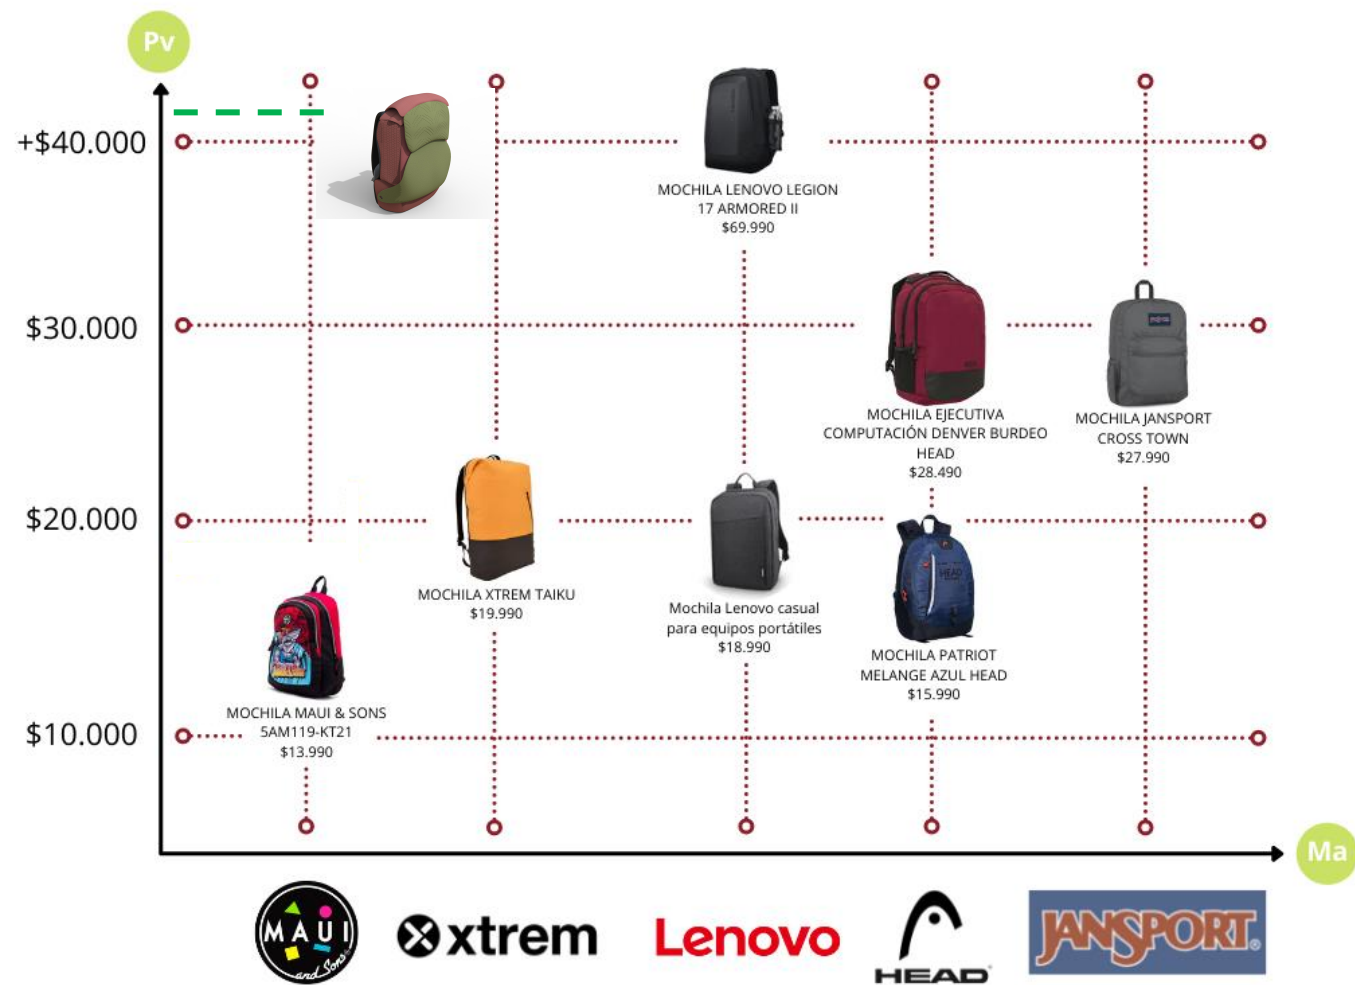 Pv
+$40.000
MOCHILA LENOVO LEGION
17 ARMORED II
$69.990
$30.000
MOCHILA EJECUTIVA
COMPUTACIÓN DENVER BURDEO
HEAD
$28.490
MOCHILA JANSPORT
CROSS TOWN
$27.990
$20.000
MOCHILA XTREM TAIKU
$19.990
Mochila Lenovo casual
para equipos portátiles
$18.990
HEAD
MOCHILA PATRIOT
MELANGE AZUL HEAD
$15.990
MOCHILA MAUI & SONS
5AM119-KT21
$13.990
$10.000
Ma
MAUI
and Sons
xtrem
Lenovo
HEAD
JANSPORT